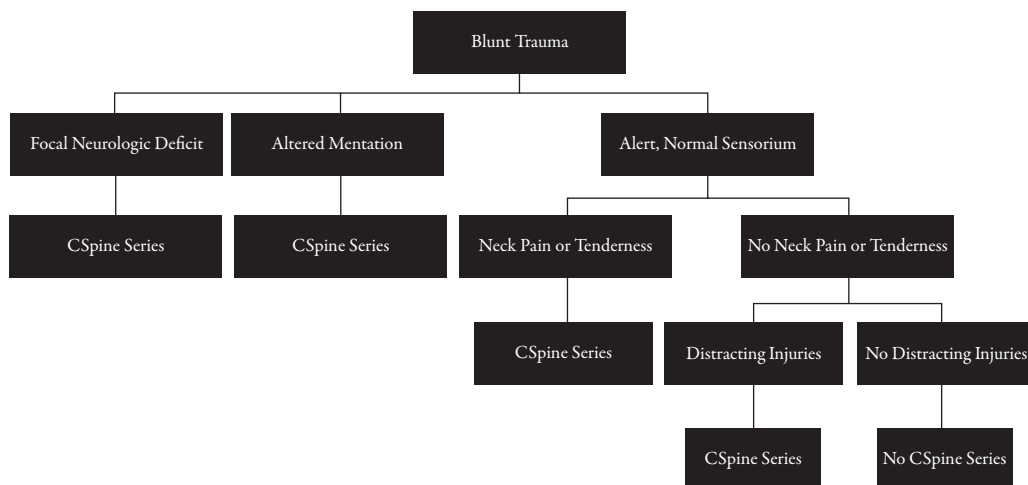 Blunt Trauma
Focal Neurologic Deficit
Altered Mentation
Alert, Normal Sensorium
CSpine Series
CSpine Series
Neck Pain or Tenderness
No Neck Pain or Tenderness
CSpine Series
Distracting Injuries
No Distracting Injuries
CSpine Series
No CSpine Series